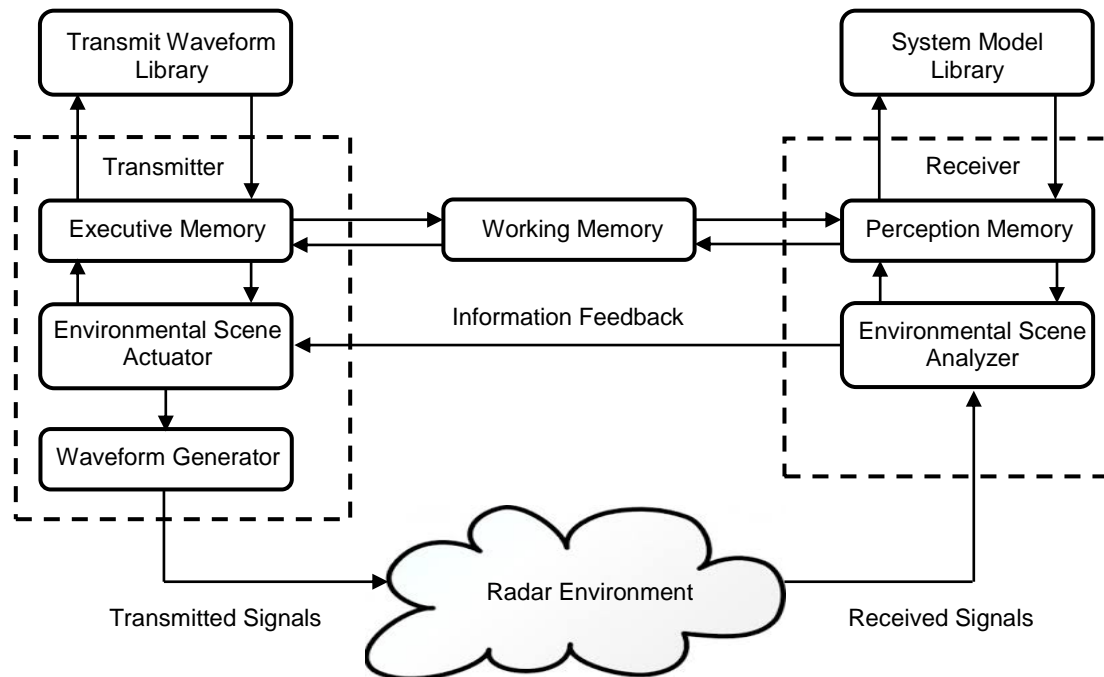 Transmit Waveform
Library
System Model
Library
Transmitter
Receiver
Executive Memory
Working Memory
Perception Memory
Environmental Scene
Actuator
Information Feedback
Environmental Scene
Analyzer
Waveform Generator
Radar Environment
Transmitted Signals
Received Signals